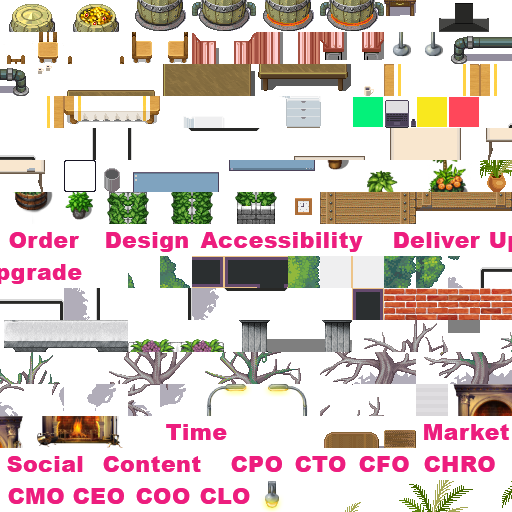 Order Design Accessibility Deliver Up
pgrade
Time Market
Social Content CPO CTO CFO CHRO
CMO CEO COO CLO